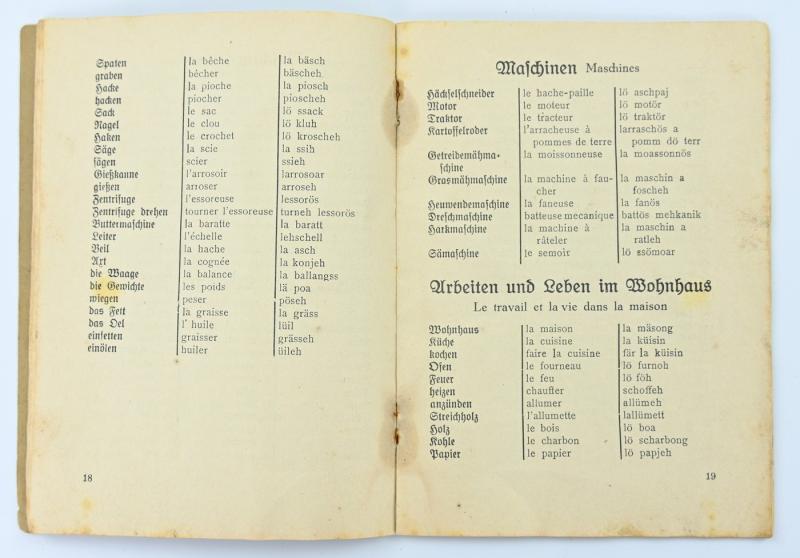 Spaten la bêche la bäsch
graben bêcher bäscheh
Hacke la pioche la piosch
hacken piocher pioscheh
Sack le sac lö ssack
Nagel le clou lö kluh
Haken le crochet lö kroscheh
Säge la scie la ssih
sägen scier ssieh
Gießkanne l'arrosoir larrosoar
gießen arroser arroseh
Zentrifuge l'essoreuse lessorös
Zentrifuge drehen tourner l'essoreuse turneh lessorös
Buttermaschine la baratte la baratt
Leiter l'échelle lehschell
Beil la hache la asch
Axt la cognée la konjeh
die Waage la balance la ballangss
die Gewichte les poids lä poa
wiegen peser pöseh
das Fett la graisse la gräss
das Oel l' huile lüil
einfetten graisser grässeh
einölen huiler üileh
18
Maschinen Maschines
Häckselschneider le hache-paille lö aschpaj
Motor le moteur lö motör
Traktor le tracteur lö traktör
Kartoffelroder l'arracheuse à larraschös a
pommes de terre pomm dö terr
Getreidemähma- la moissonneuse la moassonnös
schine
Grasmähmaschine la machine à fau- la maschin a
cher foscheh
Heuwendemaschine la faneuse la fanös
Dreschmaschine batteuse mecanique battös mehkanik
Harkmaschine la machine à la maschin a
râteler ratleh
Sämaschine le semoir lö ssömoar
Arbeiten und Leben im Wohnhaus
Le travail et la vie dans la maison
Wohnhaus la maison la mäsong
Küche la cuisine la küisin
kochen faire la cuisine fär la küisin
Ofen le fourneau lö furnoh
Feuer le feu lö föh
heizen chauffer schoffeh
anzünden allumer allümeh
Streichholz l'allumette lallümett
Holz le bois lö boa
Kohle le charbon lö scharbong
Papier le papier lö papjeh
19